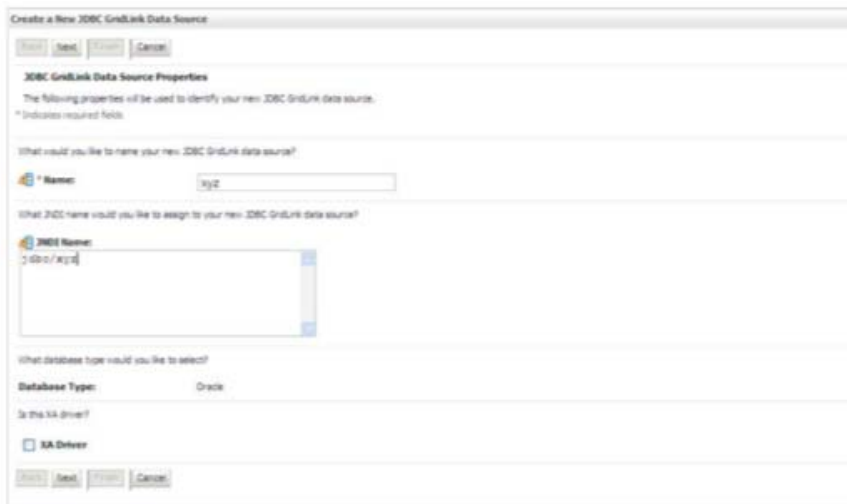 Create a New JDBC GridLink Data Source
Back Next Finish Cancel
JDBC GridLink Data Source Properties
The following properties will be used to identify your new JDBC GridLink data source.
* Indicates required fields
What would you like to name your new JDBC GridLink data source?
* Name: xyz
What JNDI name would you like to assign to your new JDBC GridLink data source?
JNDI Name:
jdbc/xyz
What database type would you like to select?
Database Type: Oracle
Is this XA driver?
XA Driver
Back Next Finish Cancel